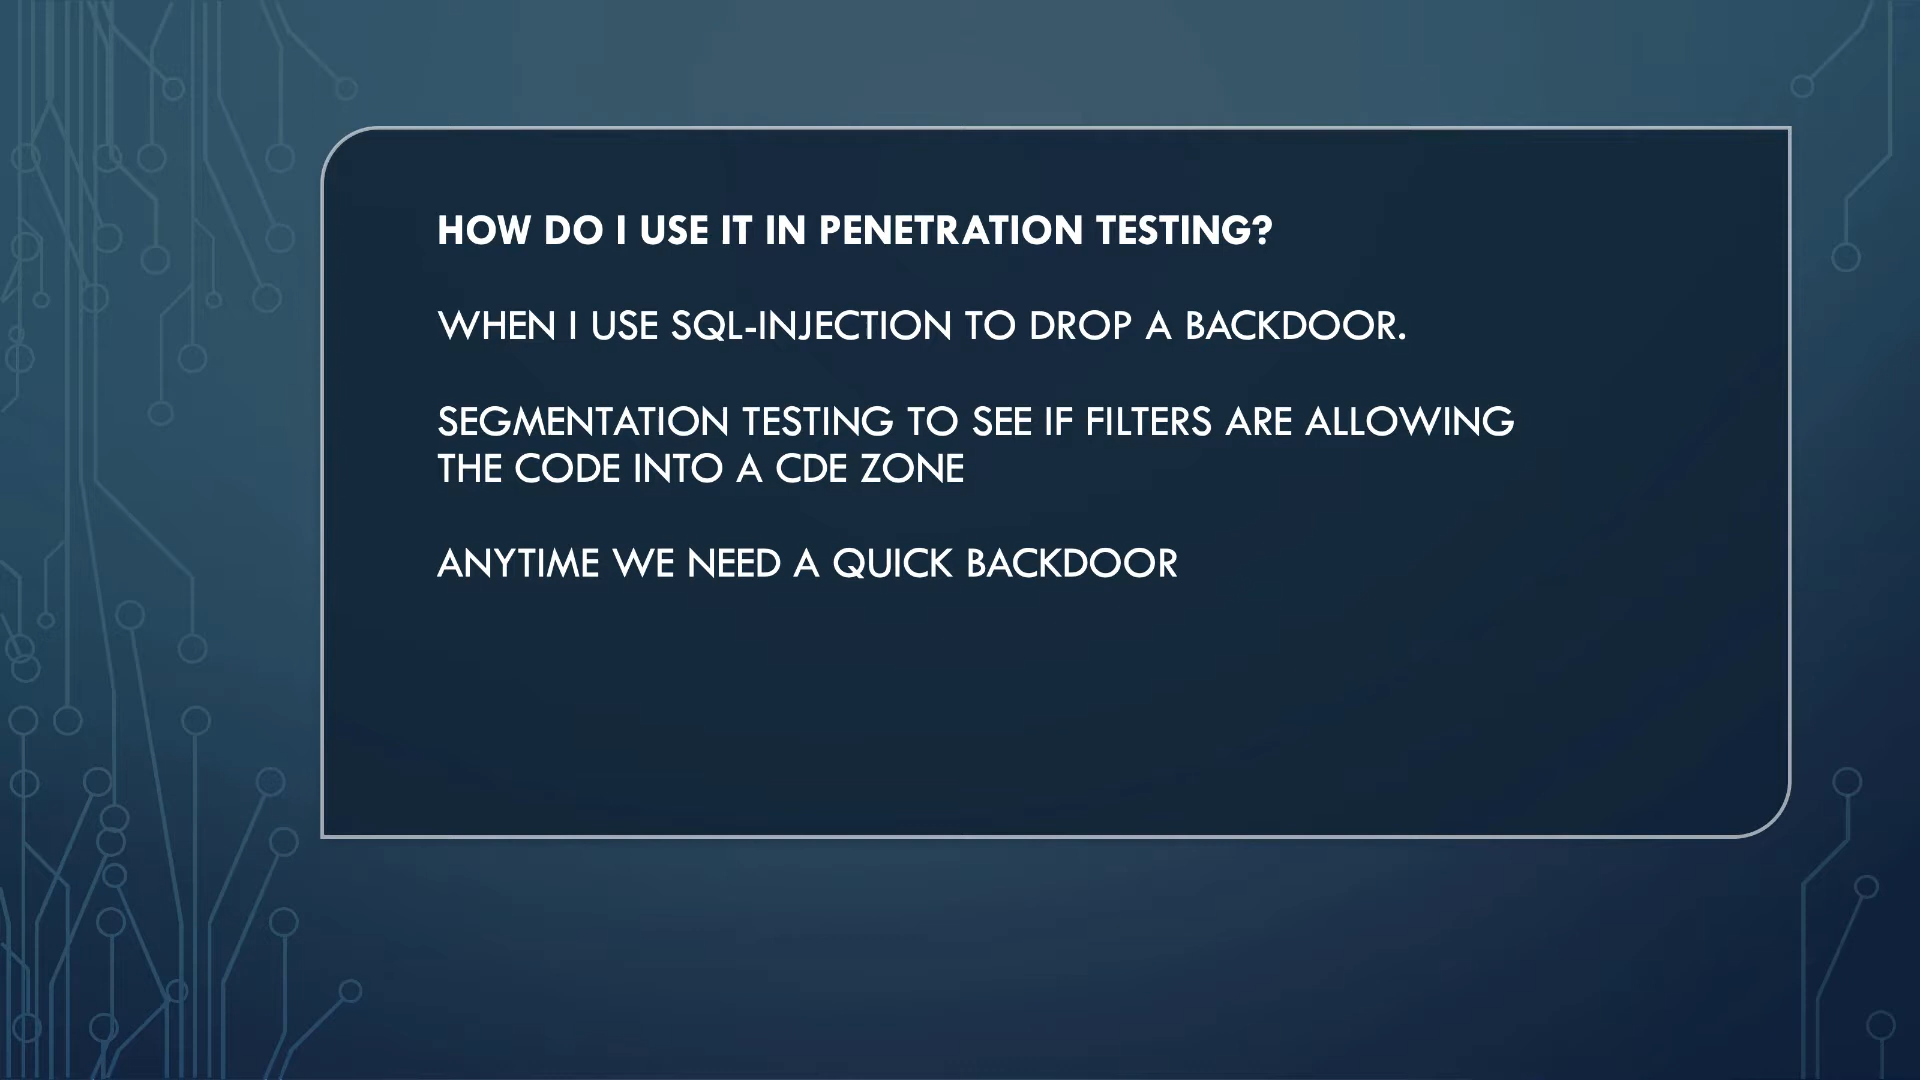 HOW DO I USE IT IN PENETRATION TESTING?
WHEN I USE SQL-INJECTION TO DROP A BACKDOOR.
SEGMENTATION TESTING TO SEE IF FILTERS ARE ALLOWING
THE CODE INTO A CDE ZONE
ANYTIME WE NEED A QUICK BACKDOOR